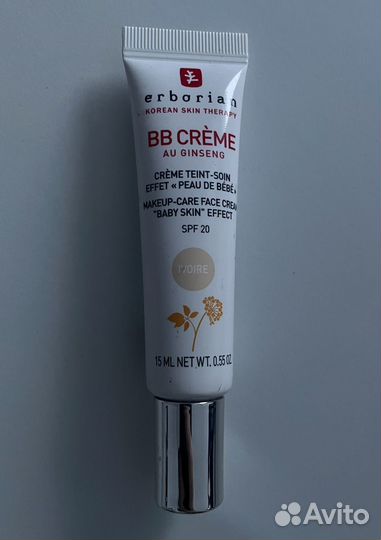 erborian
KOREAN SKIN THERAPY
BB CRÈME
AU GINSENG
CRÈME TEINT-SOIN
EFFET « PEAU DE BÉBÉ »
MAKEUP-CARE FACE CREAM
"BABY SKIN" EFFECT
SPF 20
IVOIRE
15 ML NET WT. 0.55 OZ.
Avito